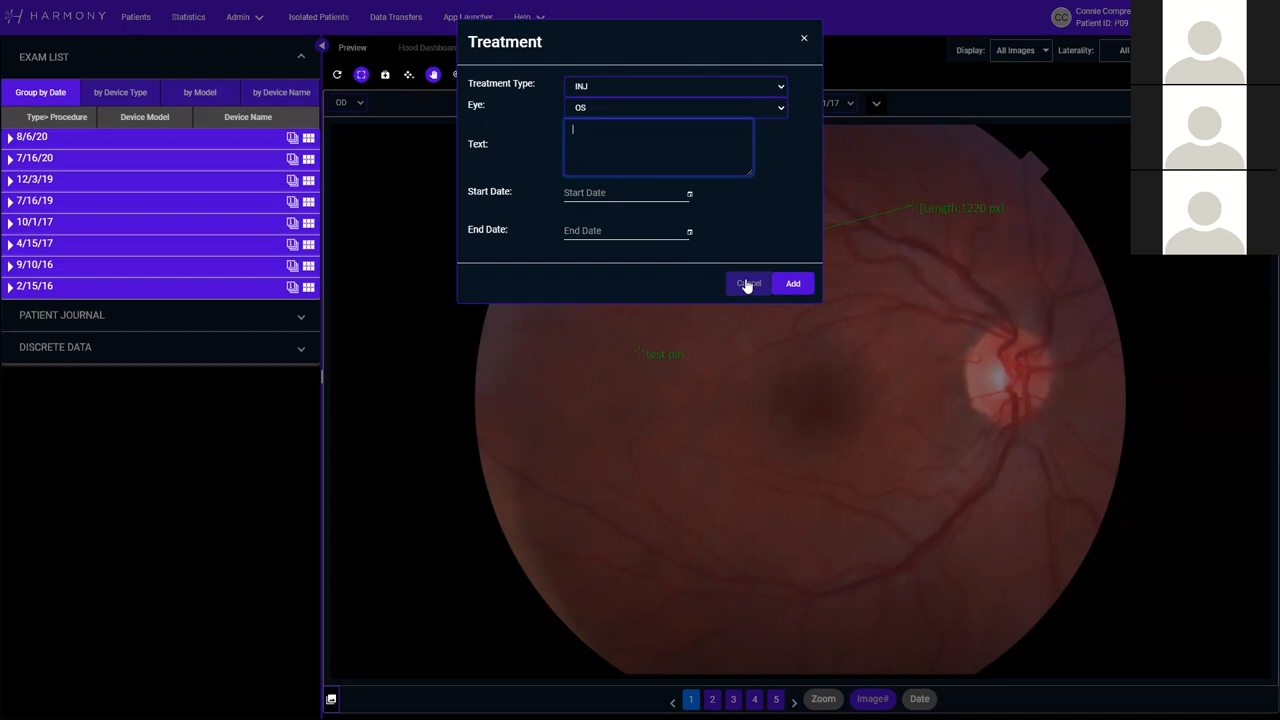 HARMONY
Patients
Statistics
Admin
Isolated Patients
Data Transfers
App Launcher
Help
CC
Connie Compre
Patient ID: P09
EXAM LIST
Group by Date
by Device Type
by Model
by Device Name
Type> Procedure
Device Model
Device Name
8/6/20
7/16/20
12/3/19
7/16/19
10/1/17
4/15/17
9/10/16
2/15/16
PATIENT JOURNAL
DISCRETE DATA
Preview
Hood Dashboard
Display:
All Images
Laterality:
All
OD
1/17
Treatment
×
Treatment Type:
INJ
Eye:
OS
Text:
Start Date:
Start Date
End Date:
End Date
Cancel
Add
[Length:1220 px]
test pin
1
2
3
4
5
Zoom
Image#
Date